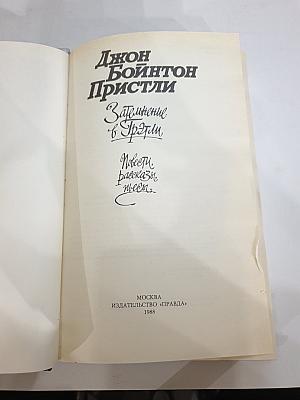 Джон
Бойнтон
Пристли
Затемнение
в Грэтли
Повести,
рассказы,
пьесы
МОСКВА
ИЗДАТЕЛЬСТВО «ПРАВДА»
1988